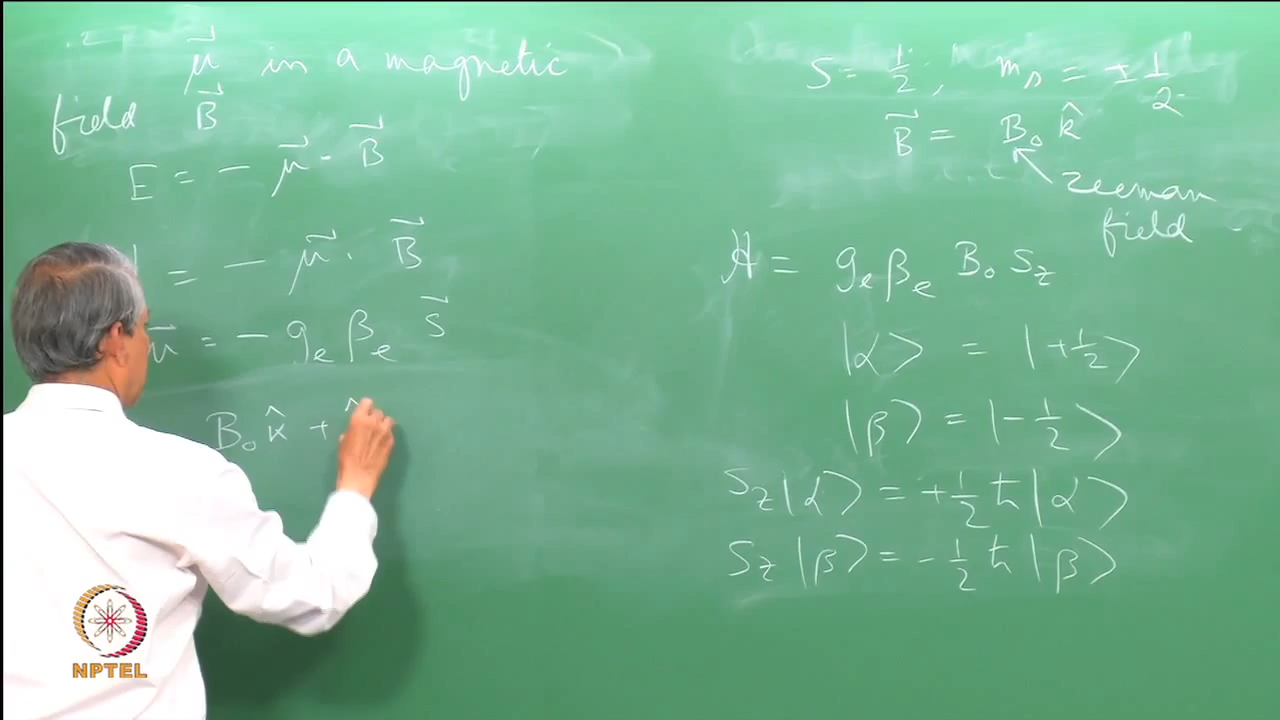 μ⃗ in a magnetic
field B⃗
E = − μ⃗ · B⃗
= − μ⃗ · B⃗
μ⃗ = − gₑ βₑ S⃗
B₀ k̂ +
S = 1/2 , mₛ = ± 1/2
B⃗ = B₀ k̂
Zeeman
field
H = gₑ βₑ B₀ S_z
|α⟩ = |+1/2⟩
|β⟩ = |−1/2⟩
S_z |α⟩ = +1/2 ħ |α⟩
S_z |β⟩ = −1/2 ħ |β⟩
NPTEL